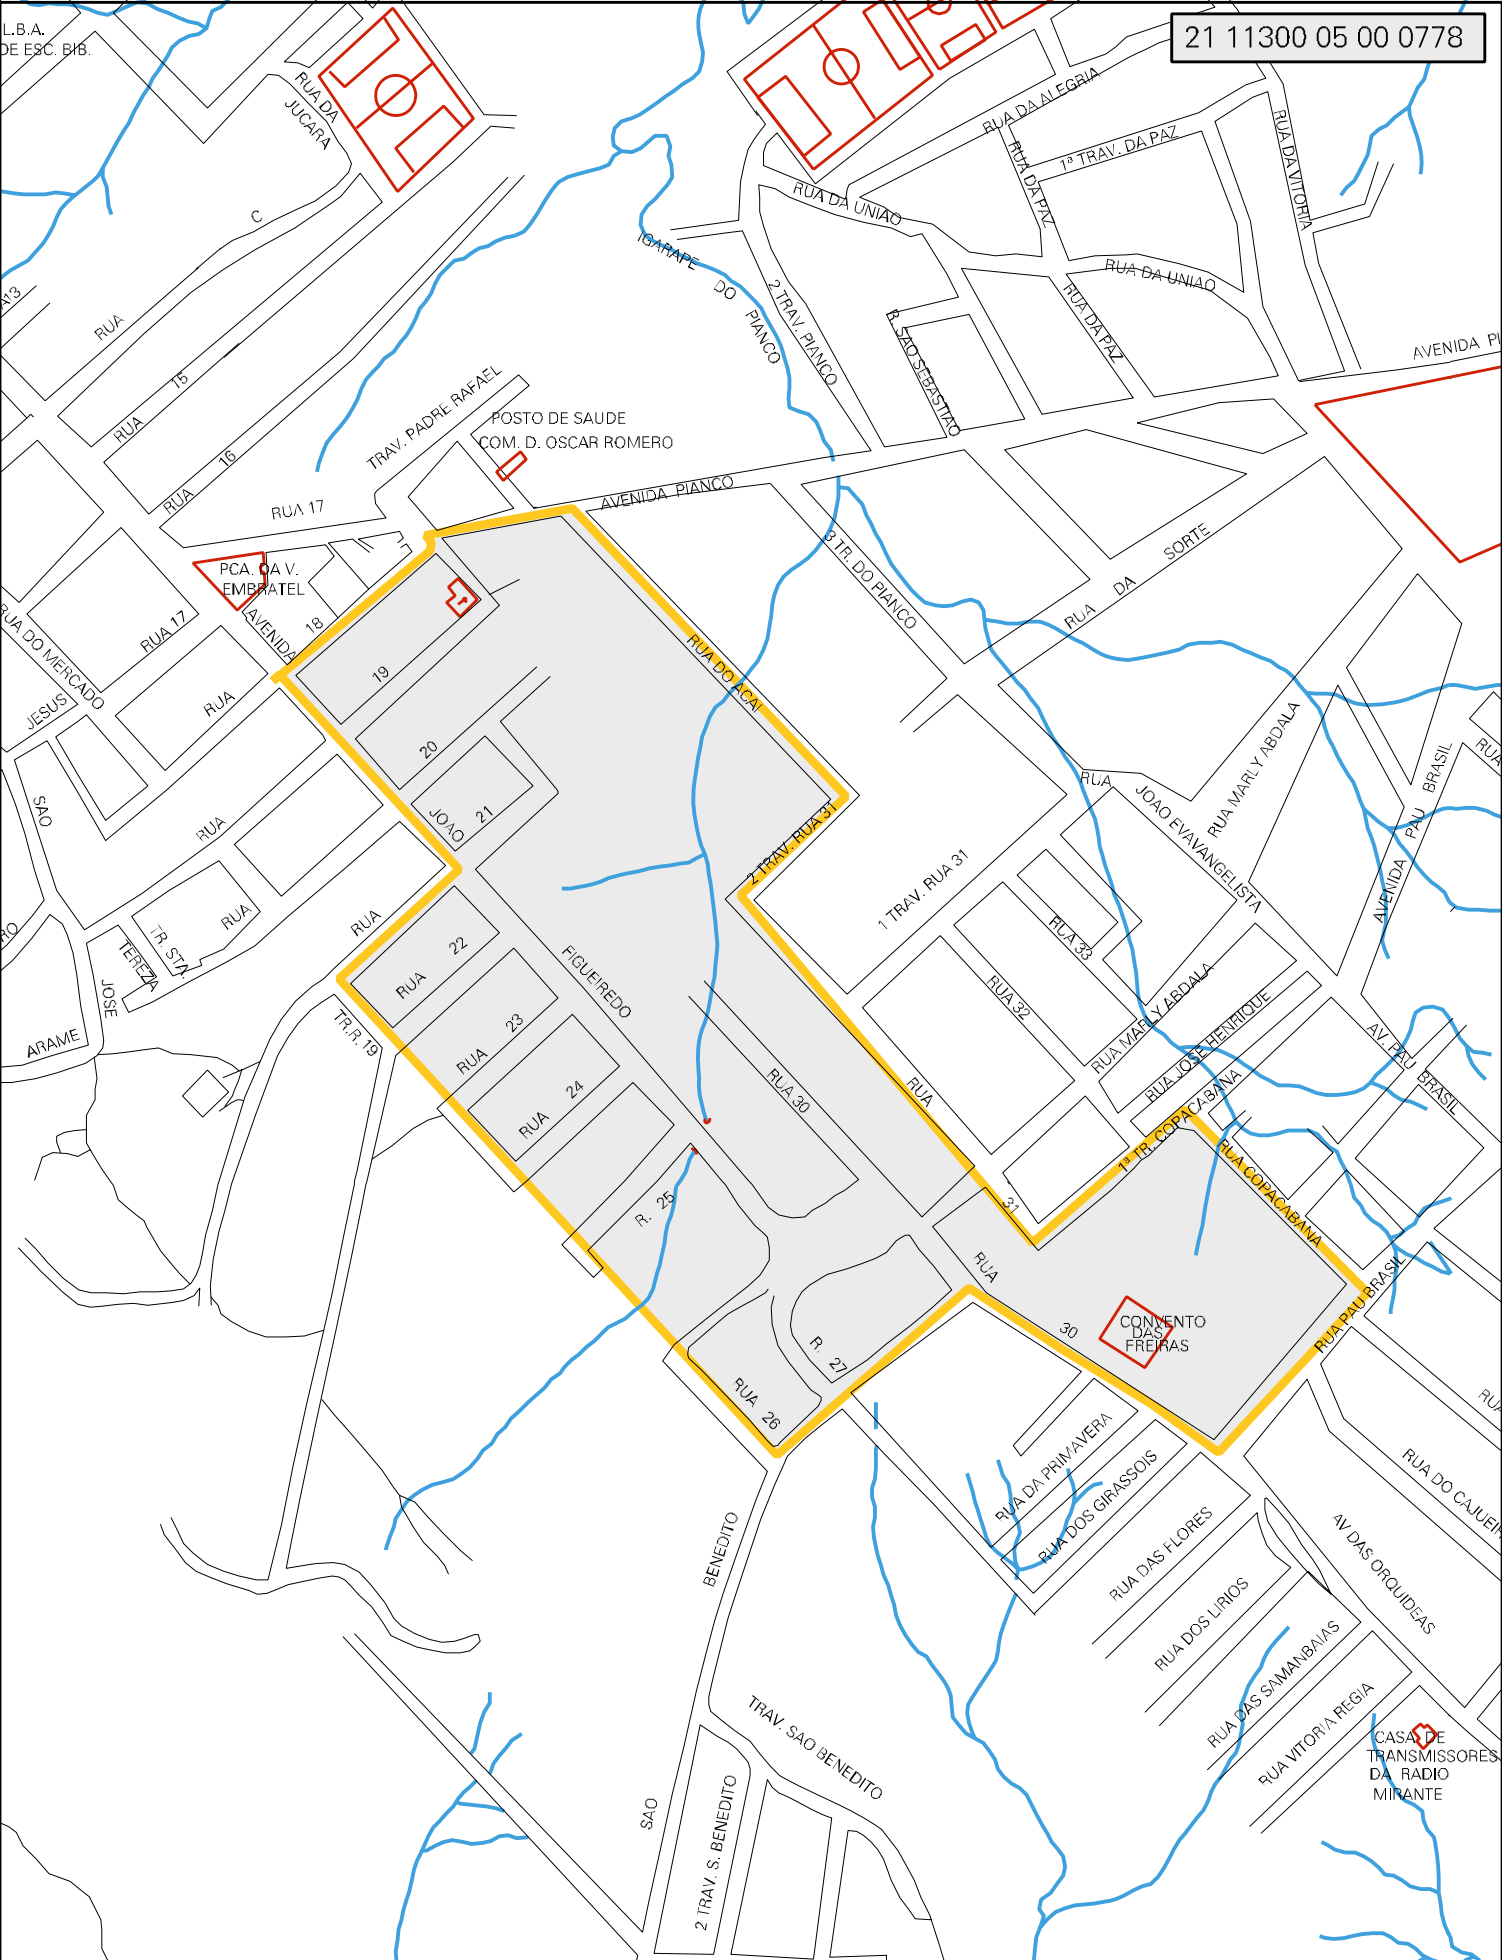 L.B.A.
DE ESC. BIB.
21 11300 05 00 0778
RUA DA
JUCARA
RUA DA ALEGRIA
1ª TRAV. DA PAZ
RUA DA PAZ
RUA DA VITORIA
RUA DA UNIAO
C
IGARAPE
DO
PIANCO
2 TRAV. PIANCO
RUA DA UNIAO
RUA DA PAZ
R. SAO SEBASTIAO
AVENIDA PI
A13
RUA
15
RUA
16
RUA
TRAV. PADRE RAFAEL
POSTO DE SAUDE
COM. D. OSCAR ROMERO
RUA 17
AVENIDA PIANCO
3 TR. DO PIANCO
RUA DA SORTE
PCA. DA V.
EMBRATEL
AVENIDA
18
RUA
RUA 17
RUA DO MERCADO
JESUS
19
20
21
JOAO
RUA DO ACAI
2 TRAV. RUA 31
1 TRAV. RUA 31
RUA
JOAO EVAVANGELISTA
RUA MARLY ABDALA
AVENIDA PAU BRASIL
RUA
SAO
RUA
RUA
RUA
TR. STA.
TEREZA
JOSE
ARAME
RO
TR.R. 19
RUA 22
RUA 23
RUA 24
R. 25
FIGUEIREDO
RUA 30
RUA
31
RUA 33
RUA 32
RUA MARLY ABDALA
RUA JOSE HENRIQUE
1ª TR. COPACABANA
RUA COPACABANA
AV. PAU BRASIL
RUA PAU BRASIL
RUA
30
CONVENTO
DAS
FREIRAS
R. 27
RUA 26
RUA DA PRIMAVERA
RUA DOS GIRASSOIS
RUA DAS FLORES
RUA DOS LIRIOS
RUA DAS SAMANBAIAS
RUA VITORIA REGIA
AV DAS ORQUIDEAS
RUA DO CAJUEIR
RUA
SAO BENEDITO
TRAV. SAO BENEDITO
2 TRAV. S. BENEDITO
CASA DE
TRANSMISSORES
DA RADIO
MIRANTE